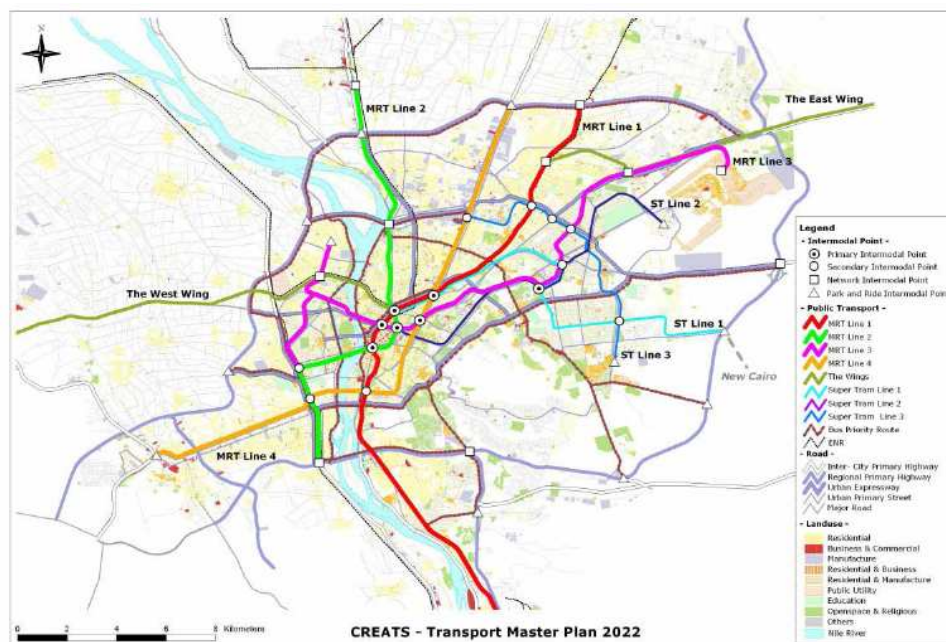 N
MRT Line 2
MRT Line 1
The East Wing
MRT Line 3
ST Line 2
The West Wing
ST Line 1
ST Line 3
New Cairo
MRT Line 4
Legend
- Intermodal Point -
Primary Intermodal Point
Secondary Intermodal Point
Network Intermodal Point
Park and Ride Intermodal Poin
- Public Transport -
MRT Line 1
MRT Line 2
MRT Line 3
MRT Line 4
The Wings
Super Tram Line 1
Super Tram Line 2
Super Tram Line 3
Bus Priority Route
ENR
- Road -
Inter- City Primary Highway
Regional Primary Highway
Urban Expressway
Urban Primary Street
Major Road
- Landuse -
Residential
Business & Commercial
Manufacture
Residential & Business
Residential & Manufacture
Public Utility
Education
Openspace & Religious
Others
Nile River
0 2 4 6 8 Kilometers
CREATS - Transport Master Plan 2022